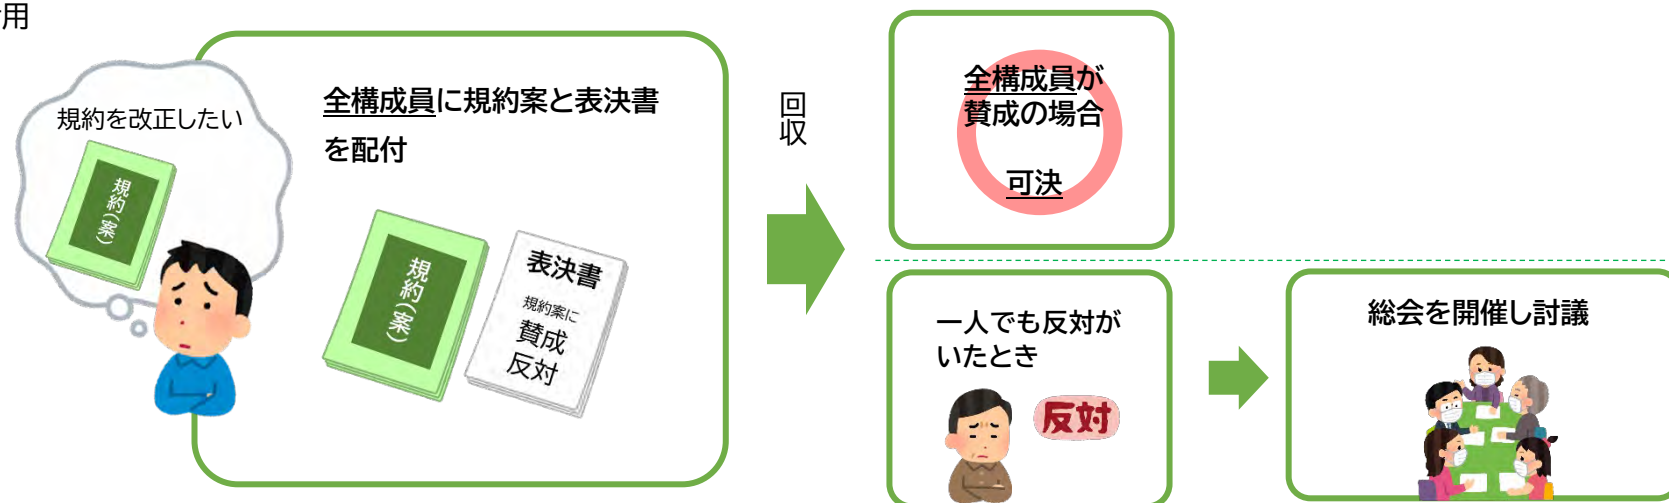 用
規約を改正したい
規約(案)
全構成員に規約案と表決書
を配付
規約(案)
表決書
規約案に
賛成
反対
回収
全構成員が
賛成の場合
可決
一人でも反対が
いたとき
反対
総会を開催し討議